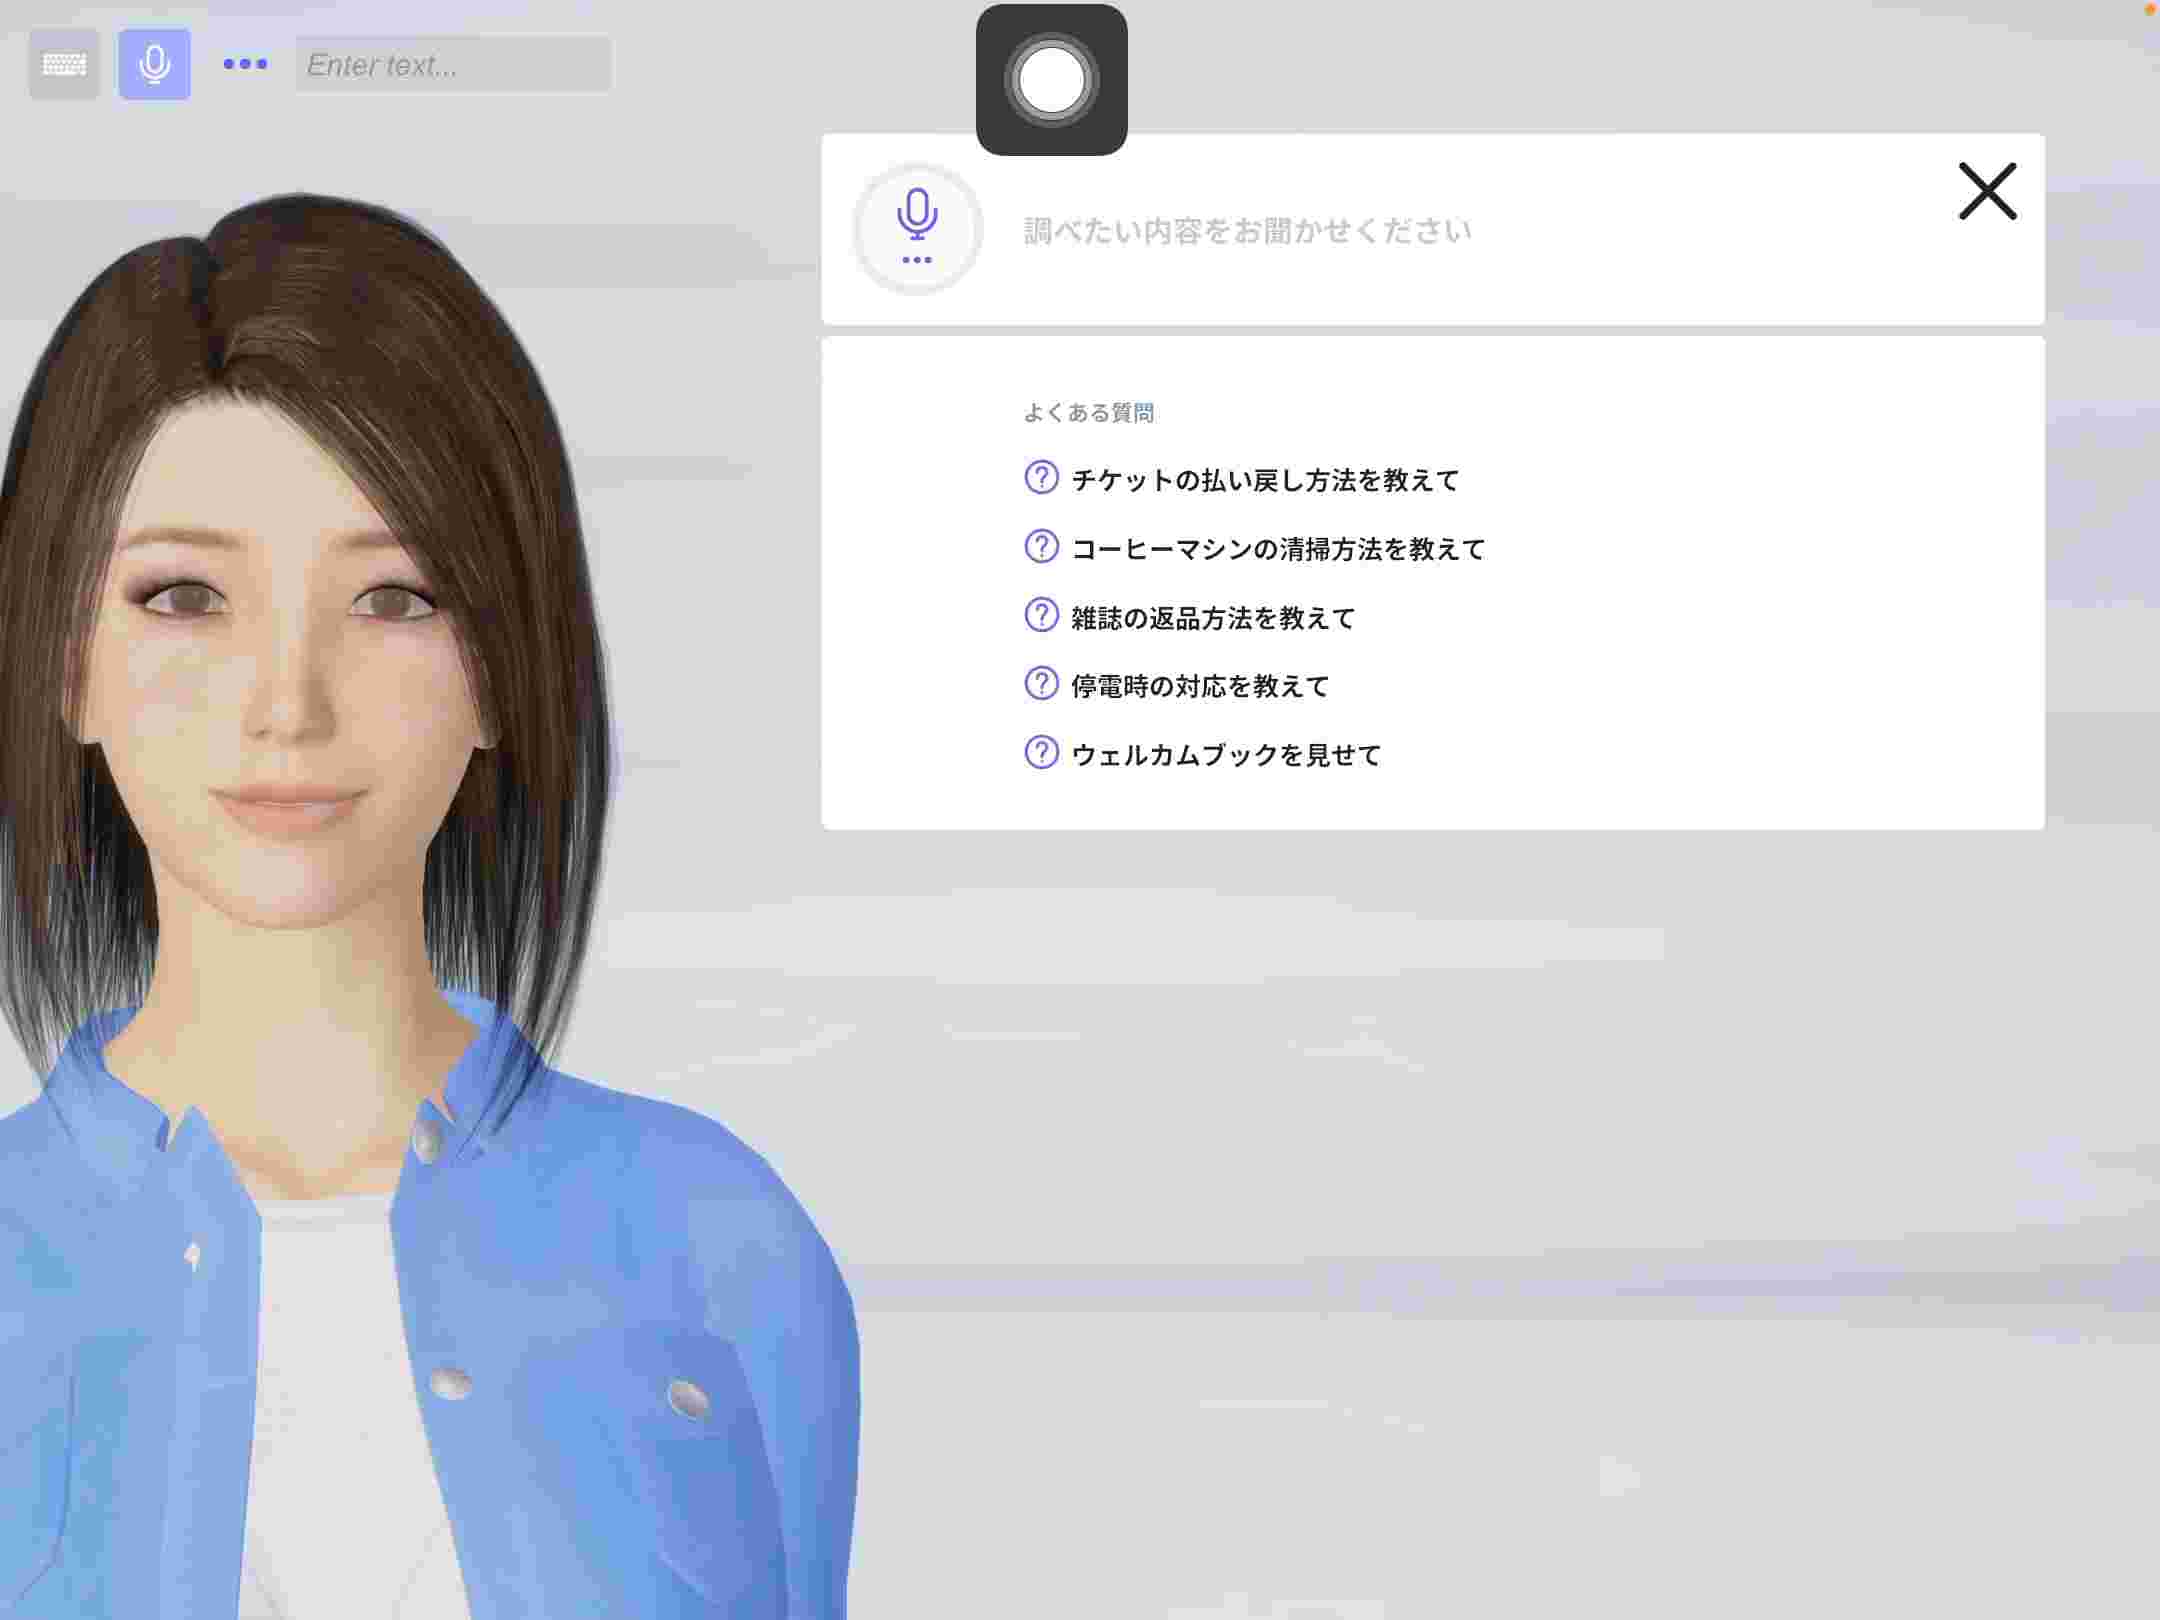 Enter text...
調べたい内容をお聞かせください
よくある質問
チケットの払い戻し方法を教えて
コーヒーマシンの清掃方法を教えて
雑誌の返品方法を教えて
停電時の対応を教えて
ウェルカムブックを見せて